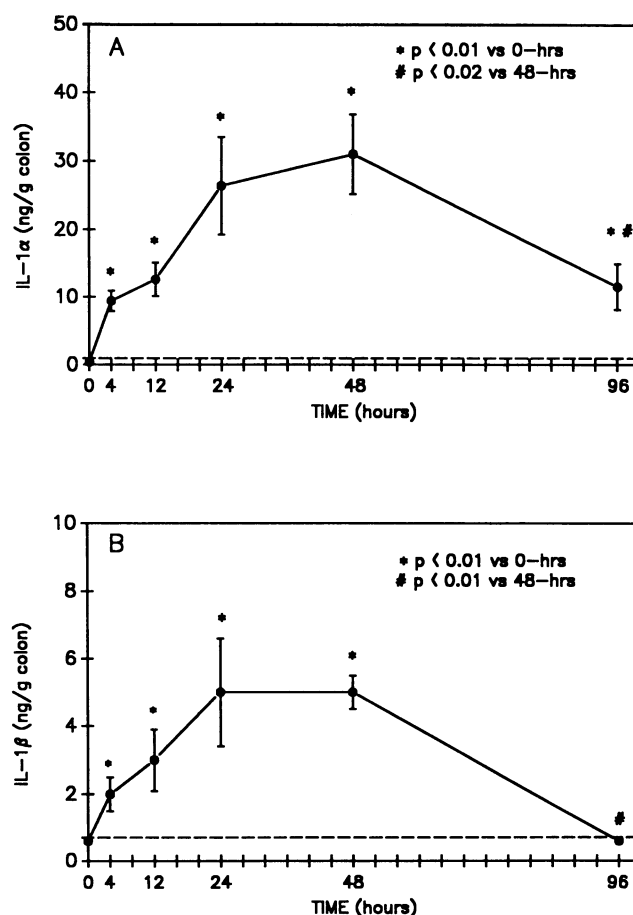 A
* p < 0.01 vs 0-hrs
# p < 0.02 vs 48-hrs
IL-1α (ng/g colon)
50
40
30
20
10
0
*
*
*
*
* #
0 4 12 24 48 96
TIME (hours)
B
* p < 0.01 vs 0-hrs
# p < 0.01 vs 48-hrs
IL-1β (ng/g colon)
10
8
6
4
2
0
*
*
*
*
#
0 4 12 24 48 96
TIME (hours)